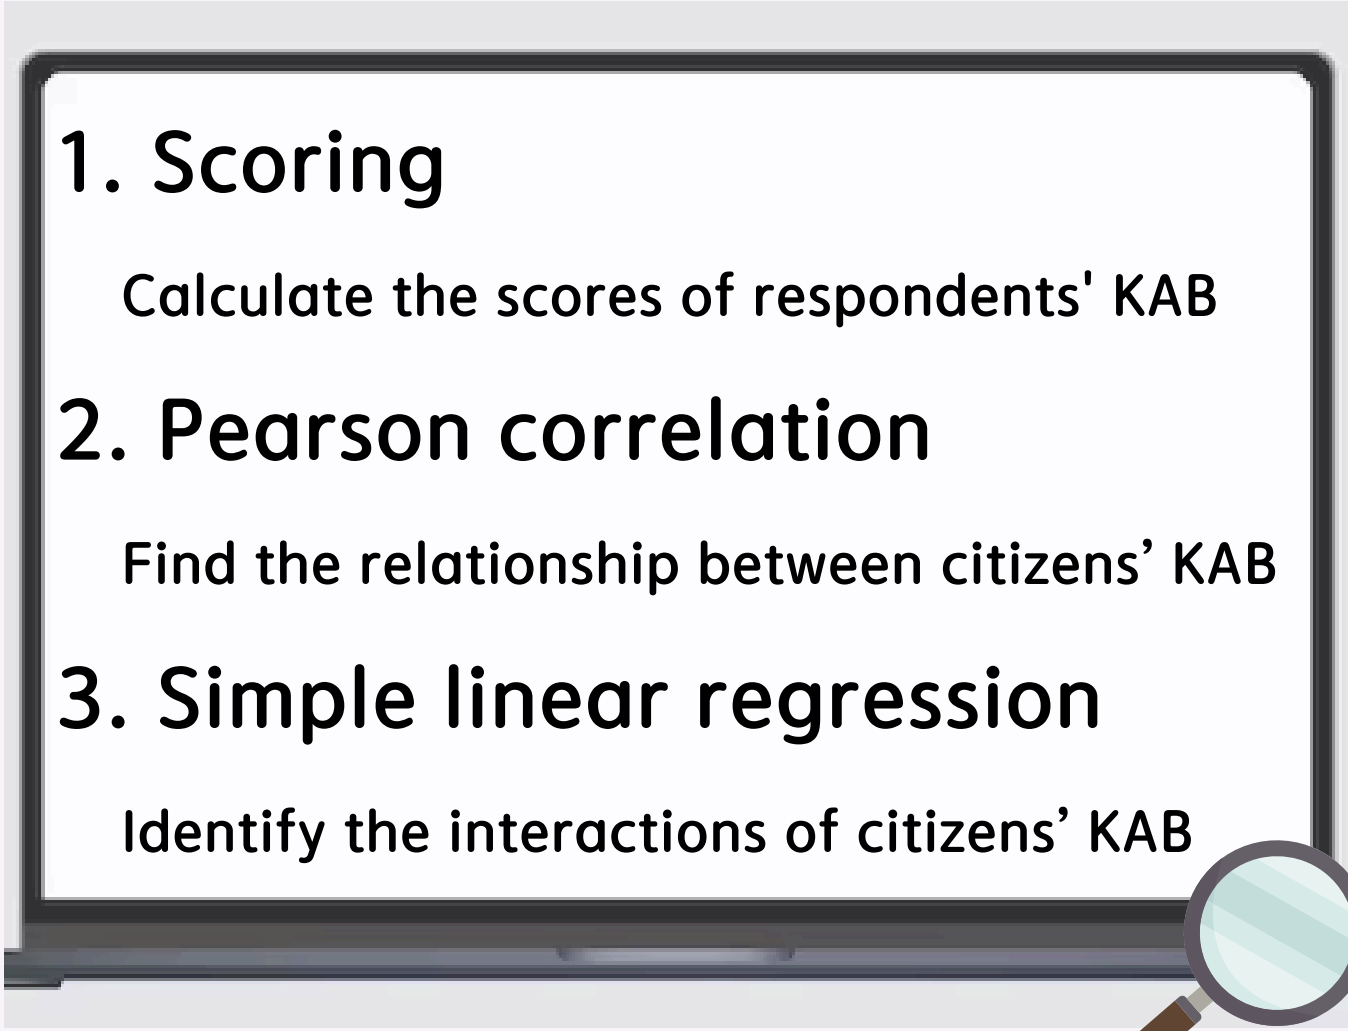 1. Scoring
Calculate the scores of respondents' KAB
2. Pearson correlation
Find the relationship between citizens’ KAB
3. Simple linear regression
Identify the interactions of citizens’ KAB